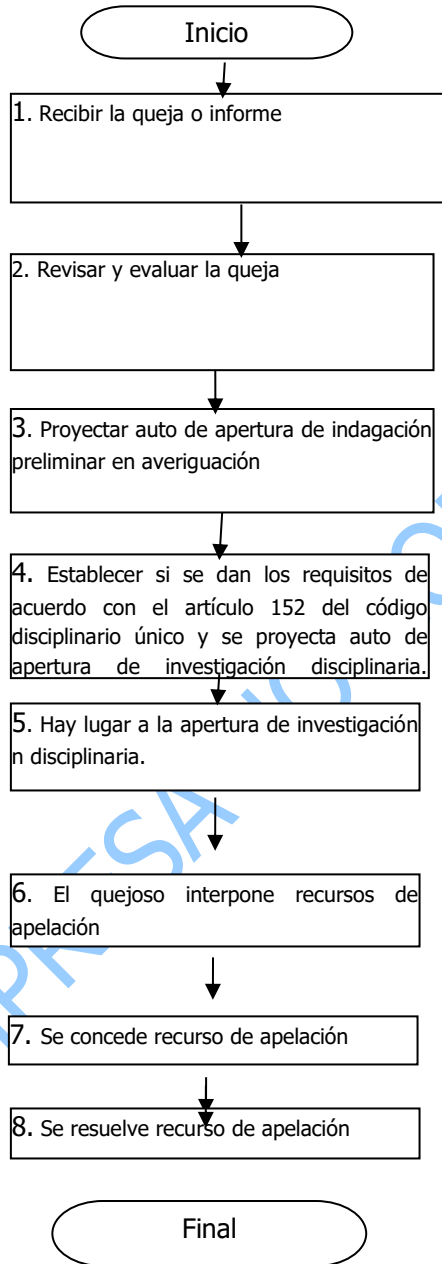 Inicio
1. Recibir la queja o informe
2. Revisar y evaluar la queja
3. Proyectar auto de apertura de indagación
preliminar en averiguación
4. Establecer si se dan los requisitos de
acuerdo con el artículo 152 del código
disciplinario único y se proyecta auto de
apertura de investigación disciplinaria.
5. Hay lugar a la apertura de investigación
n disciplinaria.
6. El quejoso interpone recursos de
apelación
7. Se concede recurso de apelación
8. Se resuelve recurso de apelación
Final